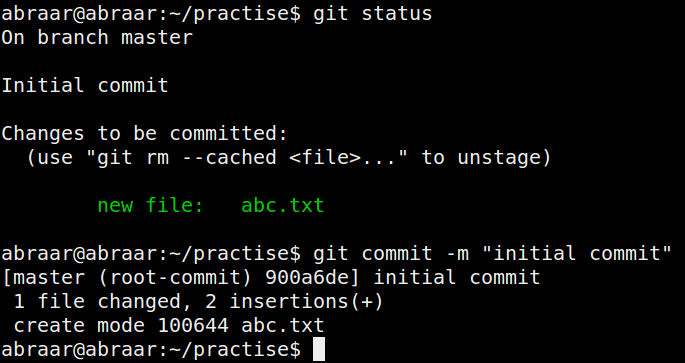 abraar@abraar:~/practise$ git status
On branch master
Initial commit
Changes to be committed:
  (use "git rm --cached <file>..." to unstage)
        new file:   abc.txt
abraar@abraar:~/practise$ git commit -m "initial commit"
[master (root-commit) 900a6de] initial commit
 1 file changed, 2 insertions(+)
 create mode 100644 abc.txt
abraar@abraar:~/practise$